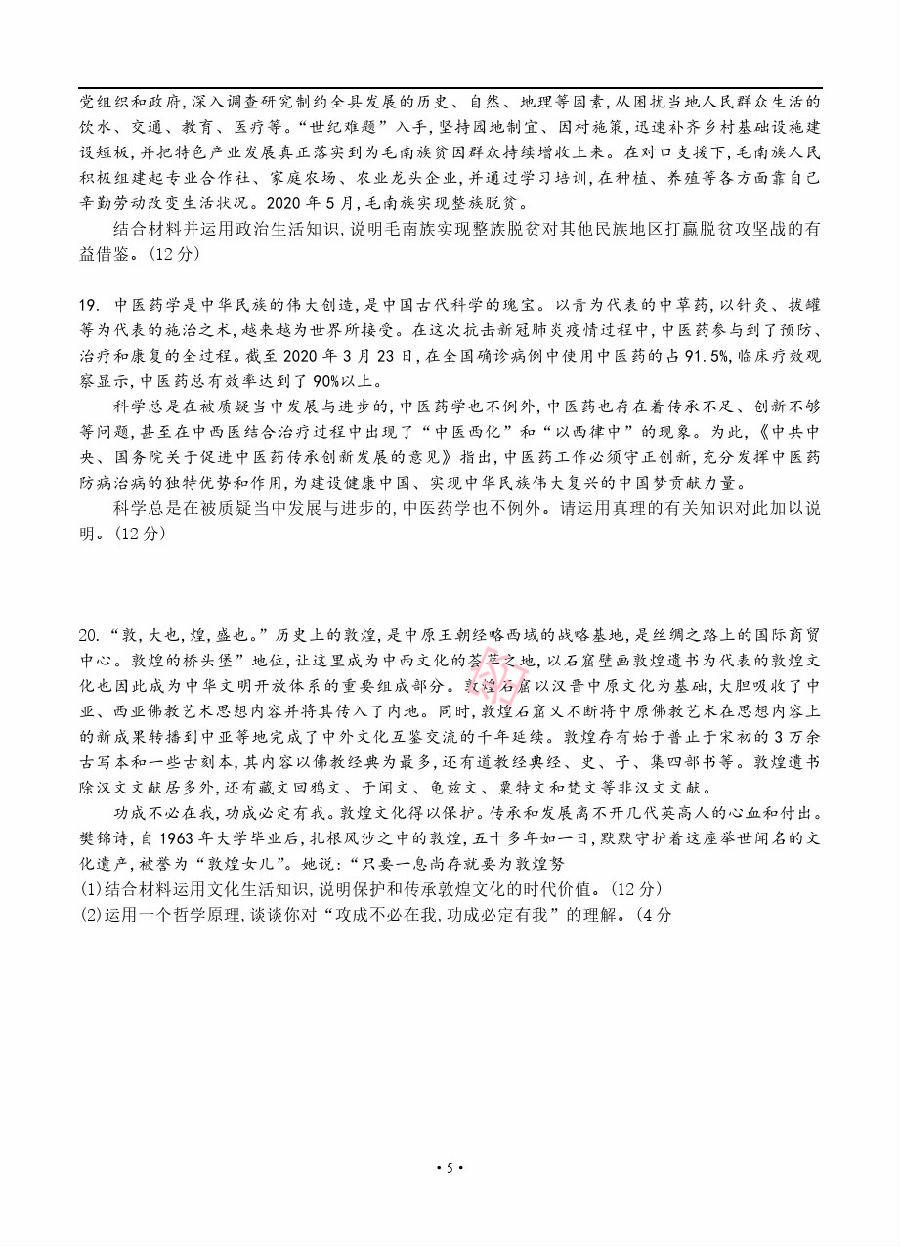 党组织和政府,深入调查研究制约全县发展的历史、自然、地理等因素,从困扰当地人民群众生活的
饮水、交通、教育、医疗等。“世纪难题”入手,坚持因地制宜、因对施策,迅速补齐乡村基础设施建
设短板,并把特色产业发展真正落实到为毛南族贫困群众持续增收上来。在对口支援下,毛南族人民
积极组建起专业合作社、家庭农场、农业龙头企业,并通过学习培训,在种植、养殖等各方面靠自己
辛勤劳动改变生活状况。2020年5月,毛南族实现整族脱贫。
结合材料并运用政治生活知识,说明毛南族实现整族脱贫对其他民族地区打赢脱贫攻坚战的有
益借鉴。(12分)
19. 中医药学是中华民族的伟大创造,是中国古代科学的瑰宝。以青为代表的中草药,以针灸、拔罐
等为代表的施治之术,越来越为世界所接受。在这次抗击新冠肺炎疫情过程中,中医药参与到了预防、
治疗和康复的全过程。截至2020年3月23日,在全国确诊病例中使用中医药的占91.5%,临床疗效观
察显示,中医药总有效率达到了90%以上。
科学总是在被质疑当中发展与进步的,中医药学也不例外,中医药也存在着传承不足、创新不够
等问题,甚至在中西医结合治疗过程中出现了“中医西化”和“以西律中”的现象。为此,《中共中
央、国务院关于促进中医药传承创新发展的意见》指出,中医药工作必须守正创新,充分发挥中医药
防病治病的独特优势和作用,为建设健康中国、实现中华民族伟大复兴的中国梦贡献力量。
科学总是在被质疑当中发展与进步的,中医药学也不例外。请运用真理的有关知识对此加以说
明。(12分)
20.“敦,大也,煌,盛也。”历史上的敦煌,是中原王朝经略西域的战略基地,是丝绸之路上的国际商贸
中心。敦煌的桥头堡”地位,让这里成为中西文化的荟萃之地,以石窟壁画敦煌遗书为代表的敦煌文
化也因此成为中华文明开放体系的重要组成部分。敦煌石窟以汉晋中原文化为基础,大胆吸收了中
亚、西亚佛教艺术思想内容并将其传入了内地。同时,敦煌石窟又不断将中原佛教艺术在思想内容上
的新成果转播到中亚等地完成了中外文化互鉴交流的千年延续。敦煌存有始于普止于宋初的3万余
古写本和一些古刻本,其内容以佛教经典为最多,还有道教经典经、史、子、集四部书等。敦煌遗书
除汉文文献居多外,还有藏文回鸦文、于闻文、龟兹文、粟特文和梵文等非汉文文献。
功成不必在我,功成必定有我。敦煌文化得以保护。传承和发展离不开几代英高人的心血和付出。
樊锦诗,自1963年大学毕业后,扎根风沙之中的敦煌,五十多年如一日,默默守护着这座举世闻名的文
化遗产,被誉为“敦煌女儿”。她说:“只要一息尚存就要为敦煌努
(1)结合材料运用文化生活知识,说明保护和传承敦煌文化的时代价值。(12分)
(2)运用一个哲学原理,谈谈你对“攻成不必在我,功成必定有我”的理解。(4分
·5·